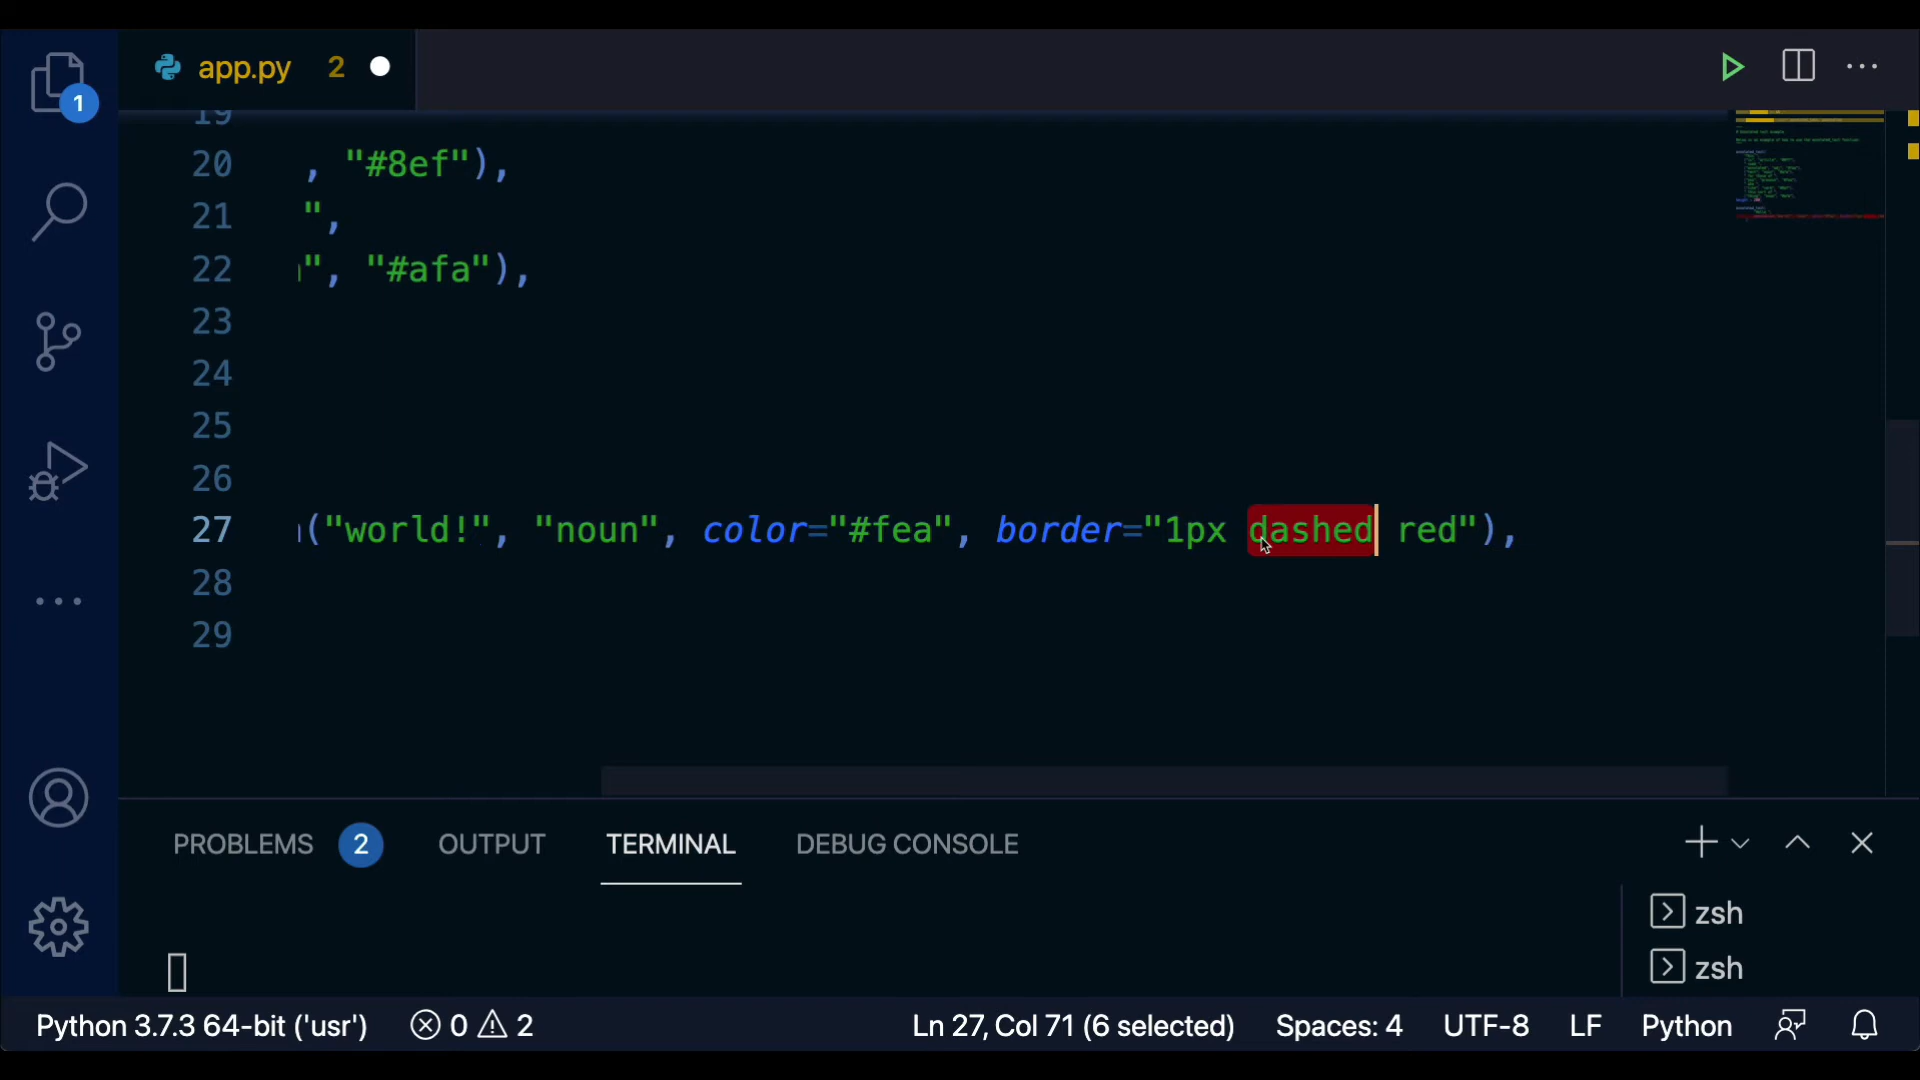 1
app.py 2
19
20 , "#8ef"),
21 ",
22 ", "#afa"),
23
24
25
26
27 ("world!", "noun", color="#fea", border="1px dashed red"),
28
29
PROBLEMS 2 OUTPUT TERMINAL DEBUG CONSOLE
zsh
zsh
Python 3.7.3 64-bit ('usr') 0 2 Ln 27, Col 71 (6 selected) Spaces: 4 UTF-8 LF Python